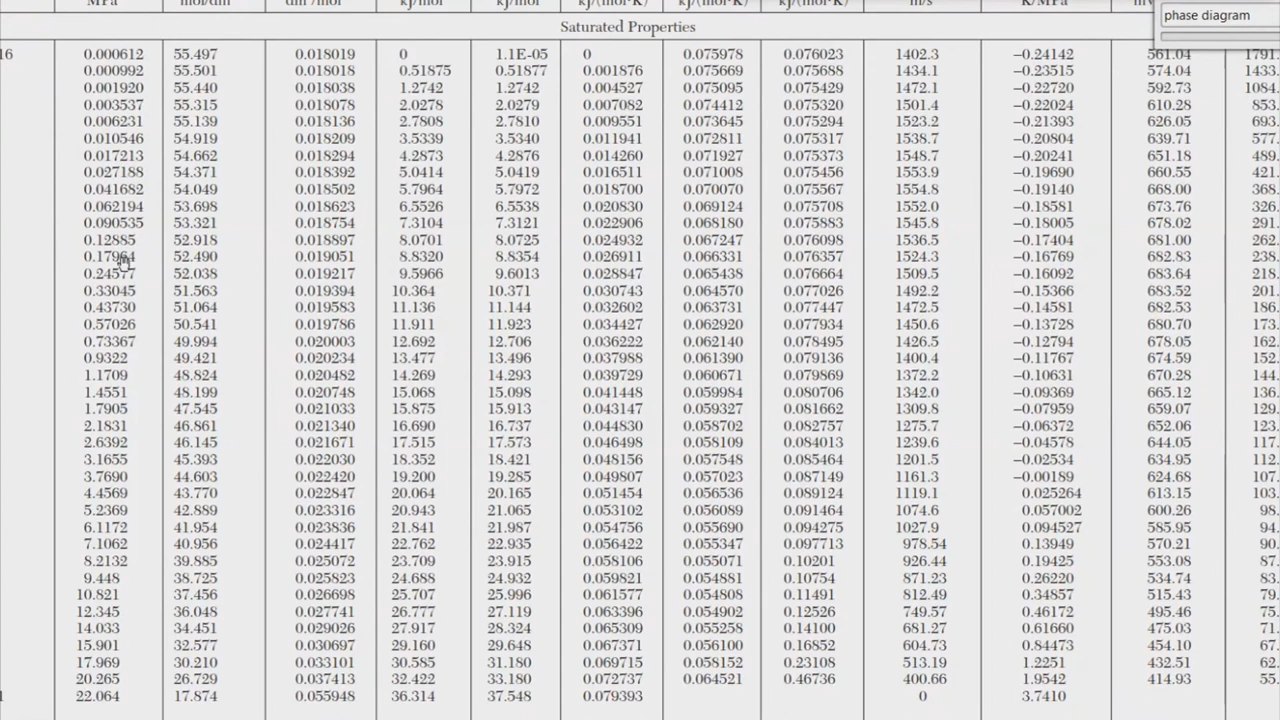 MPa mol/dm dm /mol kJ/mol kJ/mol kJ/(mol·K) kJ/(mol·K) kJ/(mol·K) m/s K/MPa
phase diagram
Saturated Properties
16 0.000612 55.497 0.018019 0 1.1E-05 0 0.075978 0.076023 1402.3 –0.24142 561.04 1791.
0.000992 55.501 0.018018 0.51875 0.51877 0.001876 0.075669 0.075688 1434.1 –0.23515 574.04 1433.
0.001920 55.440 0.018038 1.2742 1.2742 0.004527 0.075095 0.075429 1472.1 –0.22720 592.73 1084.
0.003537 55.315 0.018078 2.0278 2.0279 0.007082 0.074412 0.075320 1501.4 –0.22024 610.28 853.
0.006231 55.139 0.018136 2.7808 2.7810 0.009551 0.073645 0.075294 1523.2 –0.21393 626.05 693.
0.010546 54.919 0.018209 3.5339 3.5340 0.011941 0.072811 0.075317 1538.7 –0.20804 639.71 577.
0.017213 54.662 0.018294 4.2873 4.2876 0.014260 0.071927 0.075373 1548.7 –0.20241 651.18 489.
0.027188 54.371 0.018392 5.0414 5.0419 0.016511 0.071008 0.075456 1553.9 –0.19690 660.55 421.
0.041682 54.049 0.018502 5.7964 5.7972 0.018700 0.070070 0.075567 1554.8 –0.19140 668.00 368.
0.062194 53.698 0.018623 6.5526 6.5538 0.020830 0.069124 0.075708 1552.0 –0.18581 673.76 326.
0.090535 53.321 0.018754 7.3104 7.3121 0.022906 0.068180 0.075883 1545.8 –0.18005 678.02 291.
0.12885 52.918 0.018897 8.0701 8.0725 0.024932 0.067247 0.076098 1536.5 –0.17404 681.00 262.
0.17964 52.490 0.019051 8.8320 8.8354 0.026911 0.066331 0.076357 1524.3 –0.16769 682.83 238.
0.24577 52.038 0.019217 9.5966 9.6013 0.028847 0.065438 0.076664 1509.5 –0.16092 683.64 218.
0.33045 51.563 0.019394 10.364 10.371 0.030743 0.064570 0.077026 1492.2 –0.15366 683.52 201.
0.43730 51.064 0.019583 11.136 11.144 0.032602 0.063731 0.077447 1472.5 –0.14581 682.53 186.
0.57026 50.541 0.019786 11.911 11.923 0.034427 0.062920 0.077934 1450.6 –0.13728 680.70 173.
0.73367 49.994 0.020003 12.692 12.706 0.036222 0.062140 0.078495 1426.5 –0.12794 678.05 162.
0.9322 49.421 0.020234 13.477 13.496 0.037988 0.061390 0.079136 1400.4 –0.11767 674.59 152.
1.1709 48.824 0.020482 14.269 14.293 0.039729 0.060671 0.079869 1372.2 –0.10631 670.28 144.
1.4551 48.199 0.020748 15.068 15.098 0.041448 0.059984 0.080706 1342.0 –0.09369 665.12 136.
1.7905 47.545 0.021033 15.875 15.913 0.043147 0.059327 0.081662 1309.8 –0.07959 659.07 129.
2.1831 46.861 0.021340 16.690 16.737 0.044830 0.058702 0.082757 1275.7 –0.06372 652.06 123.
2.6392 46.145 0.021671 17.515 17.573 0.046498 0.058109 0.084013 1239.6 –0.04578 644.05 117.
3.1655 45.393 0.022030 18.352 18.421 0.048156 0.057548 0.085464 1201.5 –0.02534 634.95 112.
3.7690 44.603 0.022420 19.200 19.285 0.049807 0.057023 0.087149 1161.3 –0.00189 624.68 107.
4.4569 43.770 0.022847 20.064 20.165 0.051454 0.056536 0.089124 1119.1 0.025264 613.15 103.
5.2369 42.889 0.023316 20.943 21.065 0.053102 0.056089 0.091464 1074.6 0.057002 600.26 98.
6.1172 41.954 0.023836 21.841 21.987 0.054756 0.055690 0.094275 1027.9 0.094527 585.95 94.
7.1062 40.956 0.024417 22.762 22.935 0.056422 0.055347 0.097713 978.54 0.13949 570.21 90.
8.2132 39.885 0.025072 23.709 23.915 0.058106 0.055071 0.10201 926.44 0.19425 553.08 87.
9.448 38.725 0.025823 24.688 24.932 0.059821 0.054881 0.10754 871.23 0.26220 534.74 83.
10.821 37.456 0.026698 25.707 25.996 0.061577 0.054808 0.11491 812.49 0.34857 515.43 79.
12.345 36.048 0.027741 26.777 27.119 0.063396 0.054902 0.12526 749.57 0.46172 495.46 75.
14.033 34.451 0.029026 27.917 28.324 0.065309 0.055258 0.14100 681.27 0.61660 475.03 71.
15.901 32.577 0.030697 29.160 29.648 0.067371 0.056100 0.16852 604.73 0.84473 454.10 67.
17.969 30.210 0.033101 30.585 31.180 0.069715 0.058152 0.23108 513.19 1.2251 432.51 62.
20.265 26.729 0.037413 32.422 33.180 0.072737 0.064521 0.46736 400.66 1.9542 414.93 55.
1 22.064 17.874 0.055948 36.314 37.548 0.079393 0 3.7410